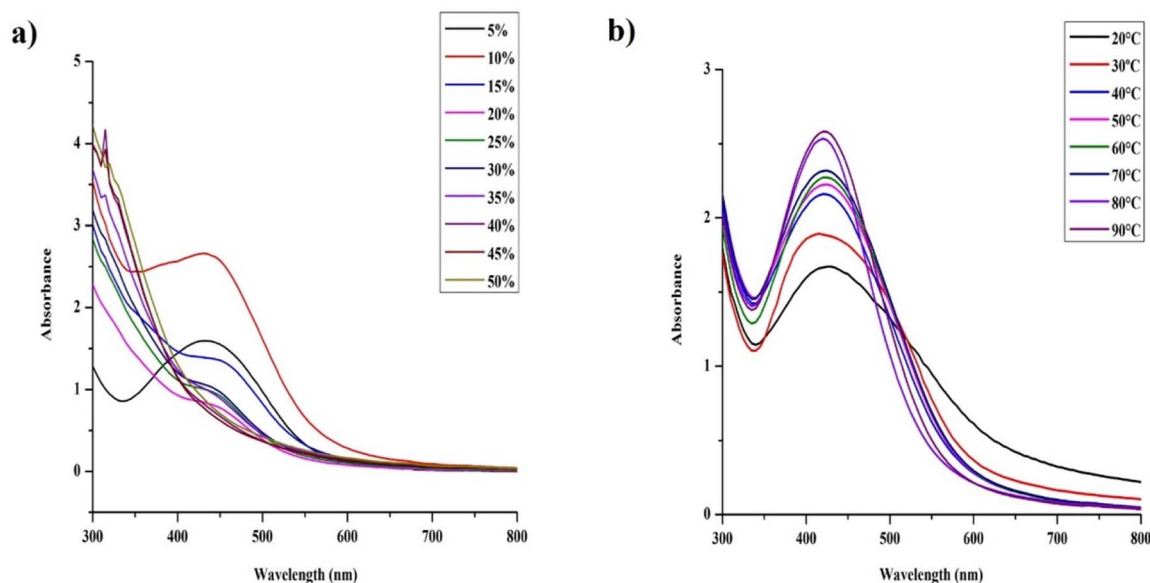 a)
5%
10%
15%
20%
25%
30%
35%
40%
45%
50%
5
4
3
2
1
0
Absorbance
300 400 500 600 700 800
Wavelength (nm)
b)
20°C
30°C
40°C
50°C
60°C
70°C
80°C
90°C
3
2
1
0
Absorbance
300 400 500 600 700 800
Wavelength (nm)